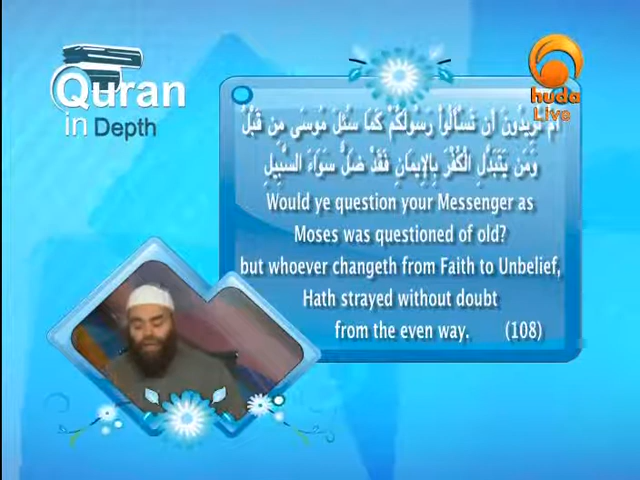 Quran
in Depth
huda
Live
أَمْ تُرِيدُونَ أَن تَسْأَلُوا رَسُولَكُمْ كَمَا سُئِلَ مُوسَى مِن قَبْلُ
وَمَن يَتَبَدَّلِ الْكُفْرَ بِالإِيمَانِ فَقَدْ ضَلَّ سَوَاءَ السَّبِيلِ
Would ye question your Messenger as
Moses was questioned of old?
but whoever changeth from Faith to Unbelief,
Hath strayed without doubt
from the even way. (108)